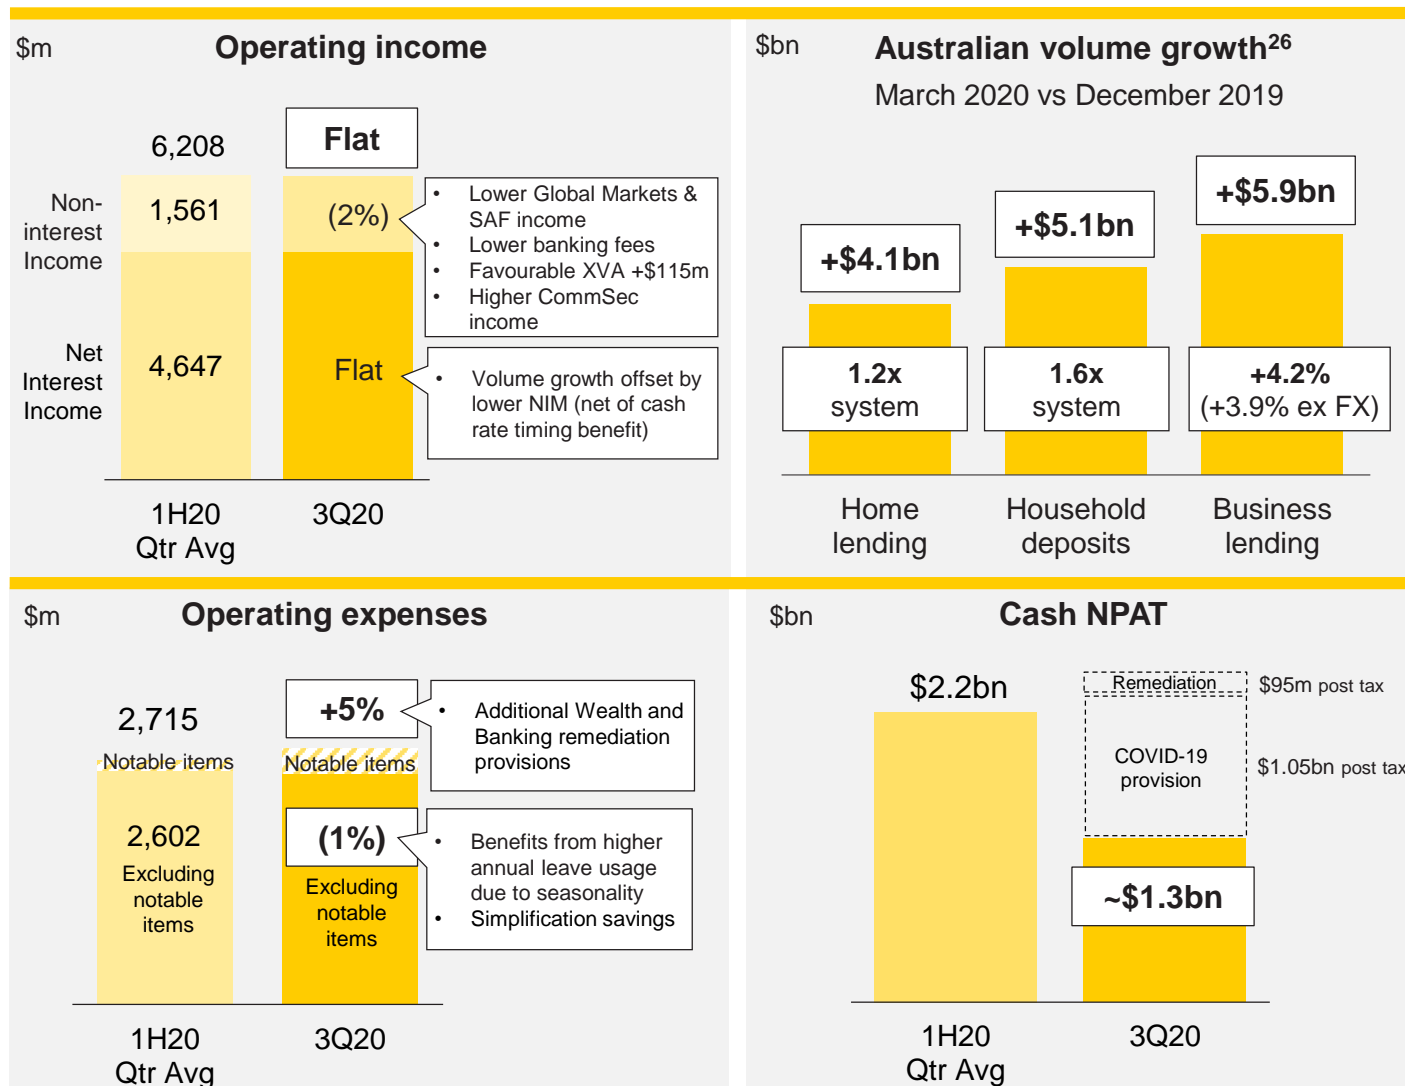 $m
Operating income
6,208
Flat
Non-
interest
Income
1,561
(2%)
• Lower Global Markets &
SAF income
• Lower banking fees
• Favourable XVA +$115m
• Higher CommSec
income
Net
Interest
Income
4,647
Flat
• Volume growth offset by
lower NIM (net of cash
rate timing benefit)
1H20
Qtr Avg
3Q20
$bn
Australian volume growth26
March 2020 vs December 2019
+$4.1bn
+$5.1bn
+$5.9bn
1.2x
system
1.6x
system
+4.2%
(+3.9% ex FX)
Home
lending
Household
deposits
Business
lending
$m
Operating expenses
2,715
+5%
• Additional Wealth and
Banking remediation
provisions
Notable items
Notable items
2,602
Excluding
notable
items
(1%)
Excluding
notable
items
• Benefits from higher
annual leave usage
due to seasonality
• Simplification savings
1H20
Qtr Avg
3Q20
$bn
Cash NPAT
$2.2bn
Remediation
$95m post tax
COVID-19
provision
$1.05bn post tax
~$1.3bn
1H20
Qtr Avg
3Q20